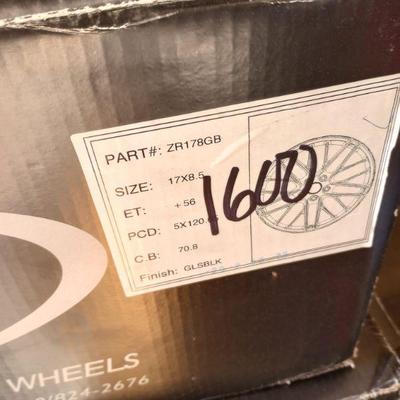 PART#: ZR178GB
SIZE: 17X8.5
ET: +56
1600
PCD: 5X120.
C.B: 70.8
Finish: GLSBLK
WHEELS
/824-2676